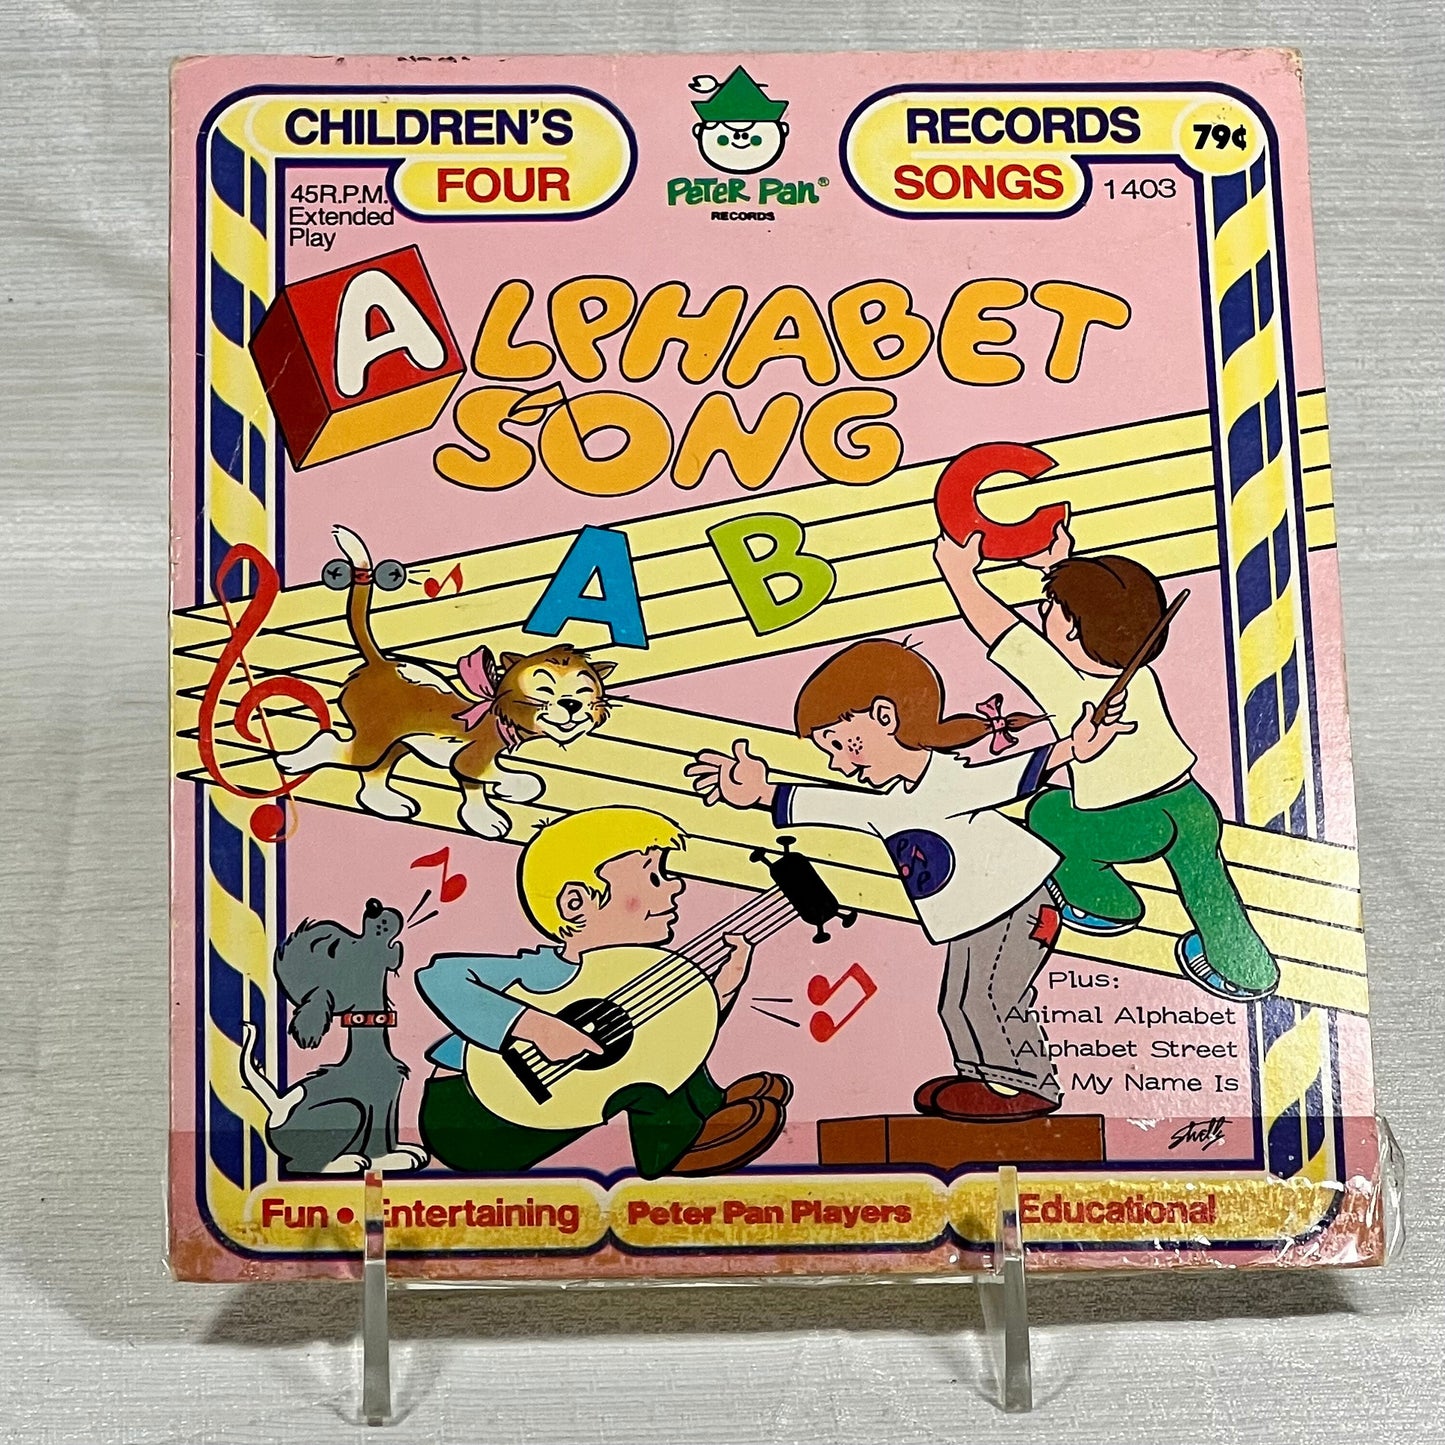 CHILDREN'S
FOUR
PETER PAN®
RECORDS
RECORDS
SONGS
79¢
1403
45R.P.M.
Extended
Play
ALPHABET
SONG
A B C
P P
Plus:
Animal Alphabet
Alphabet Street
A My Name Is
Fun • Entertaining
Peter Pan Players
Educational